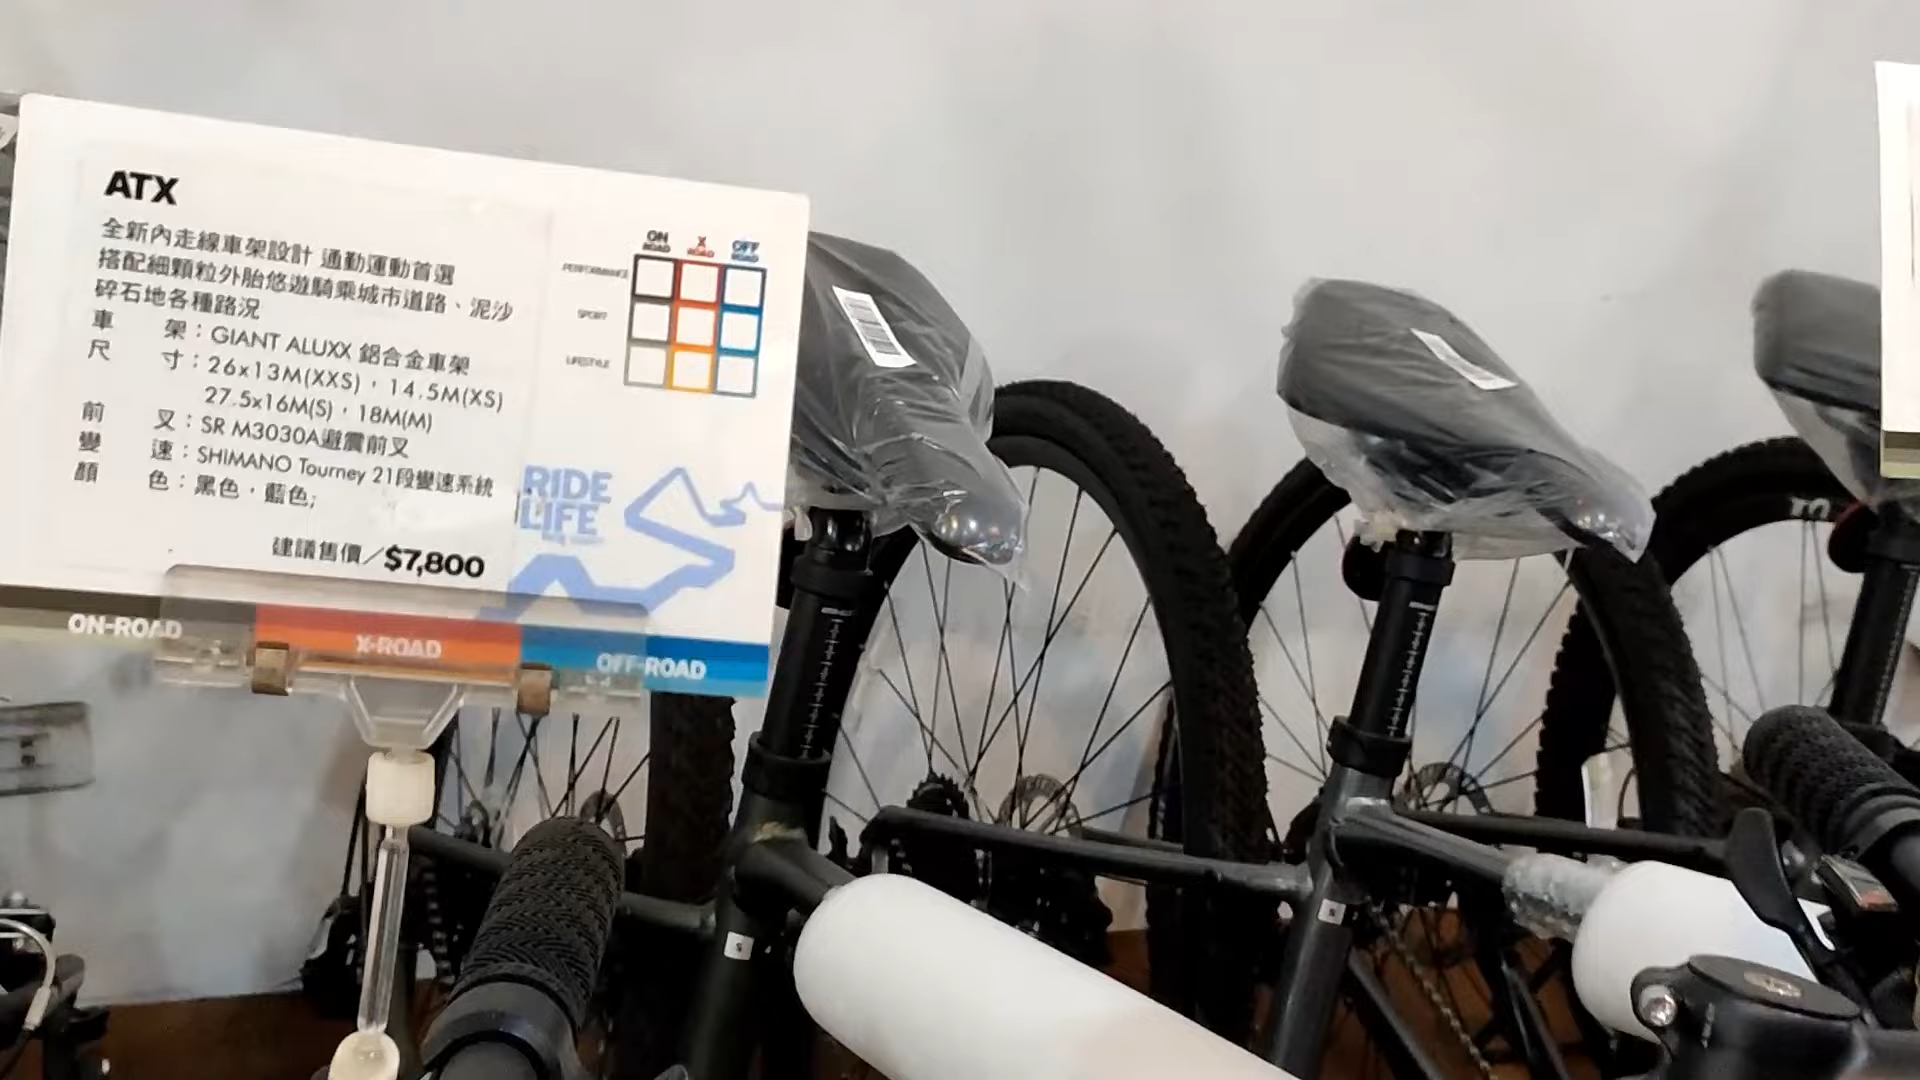 ATX
全新內走線車架設計 通勤運動首選
搭配細顆粒外胎悠遊騎乘城市道路、泥沙
碎石地各種路況
車 架：GIANT ALUXX 鋁合金車架
尺 寸：26x13M(XXS)，14.5M(XS)
27.5x16M(S)，18M(M)
前 叉：SR M3030A避震前叉
變 速：SHIMANO Tourney 21段變速系統
顏 色：黑色，藍色;
建議售價／$7,800
ON ROAD
X ROAD
OFF ROAD
PERFORMANCE
SPORT
LIFESTYLE
RIDE
LIFE
ON-ROAD
X-ROAD
OFF-ROAD
S
S